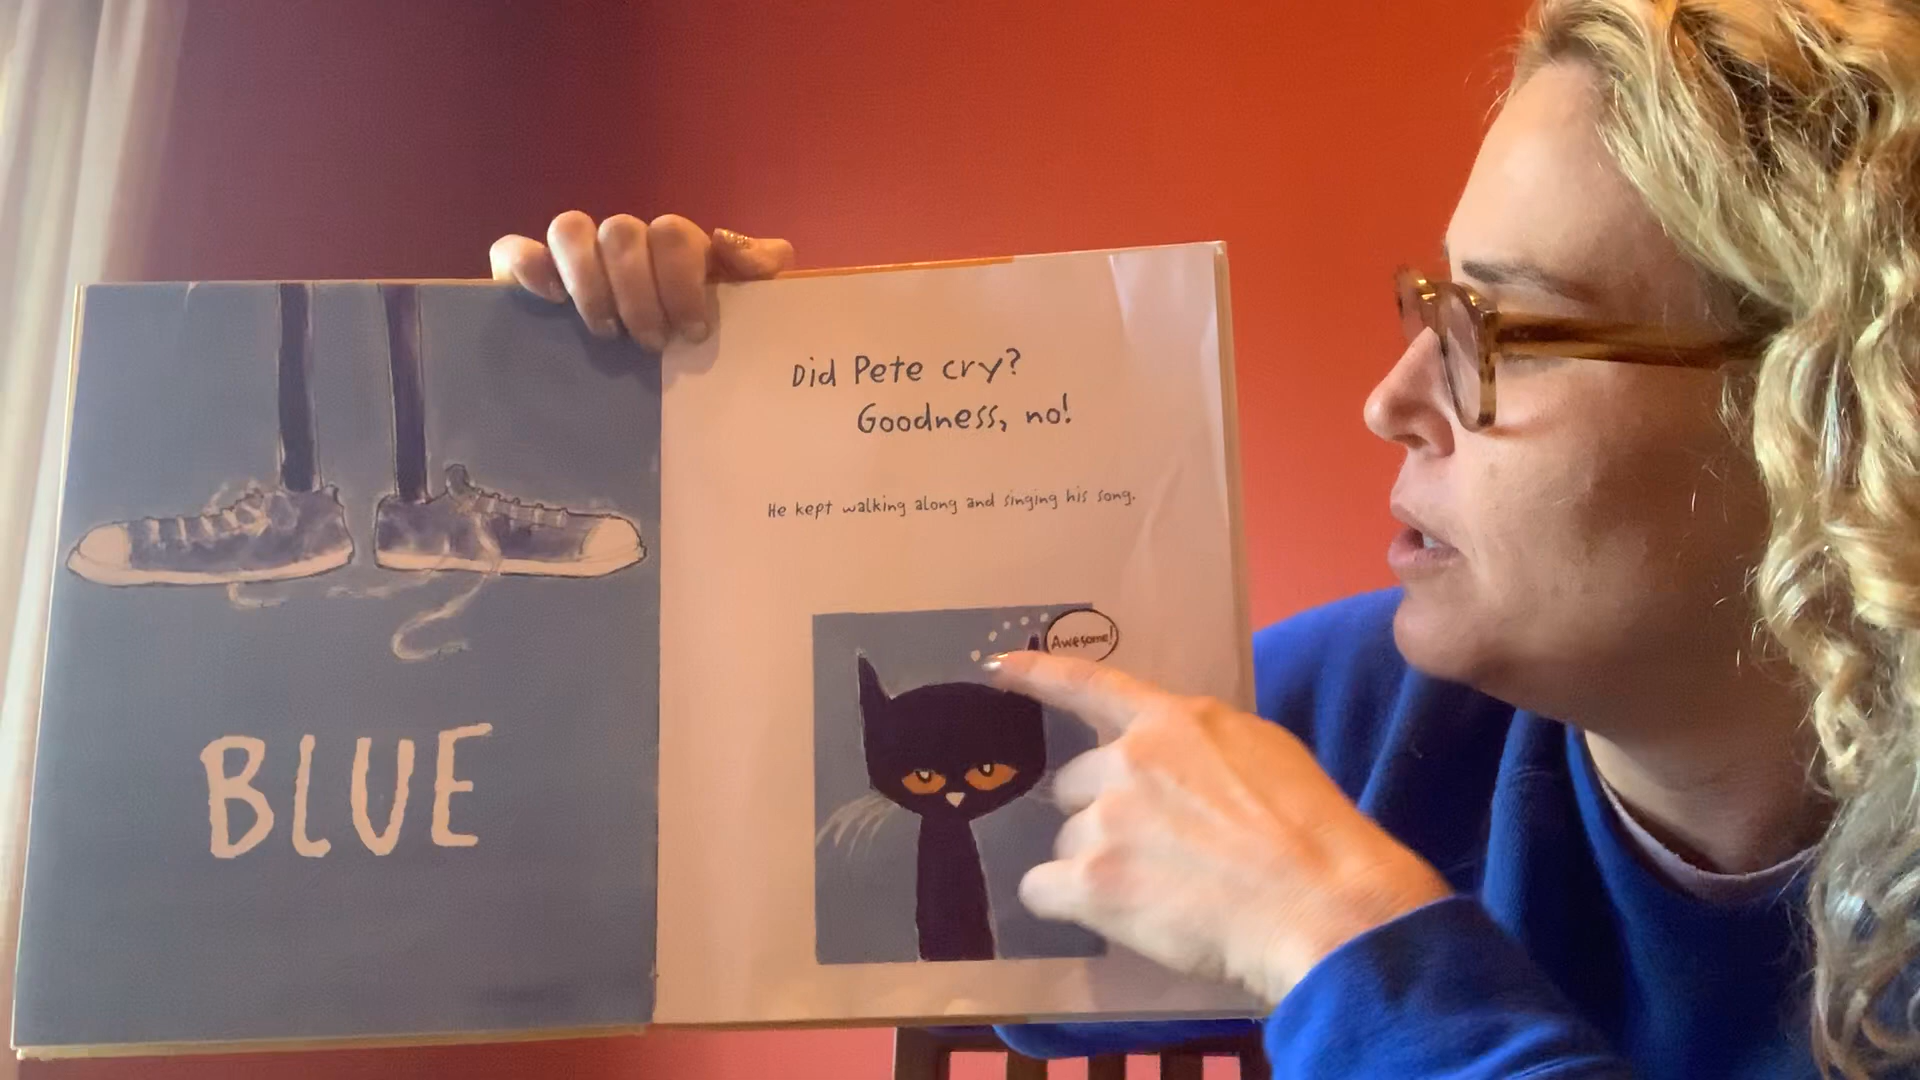 BLUE
Did Pete cry?
Goodness, no!
He kept walking along and singing his song.
Awesome!